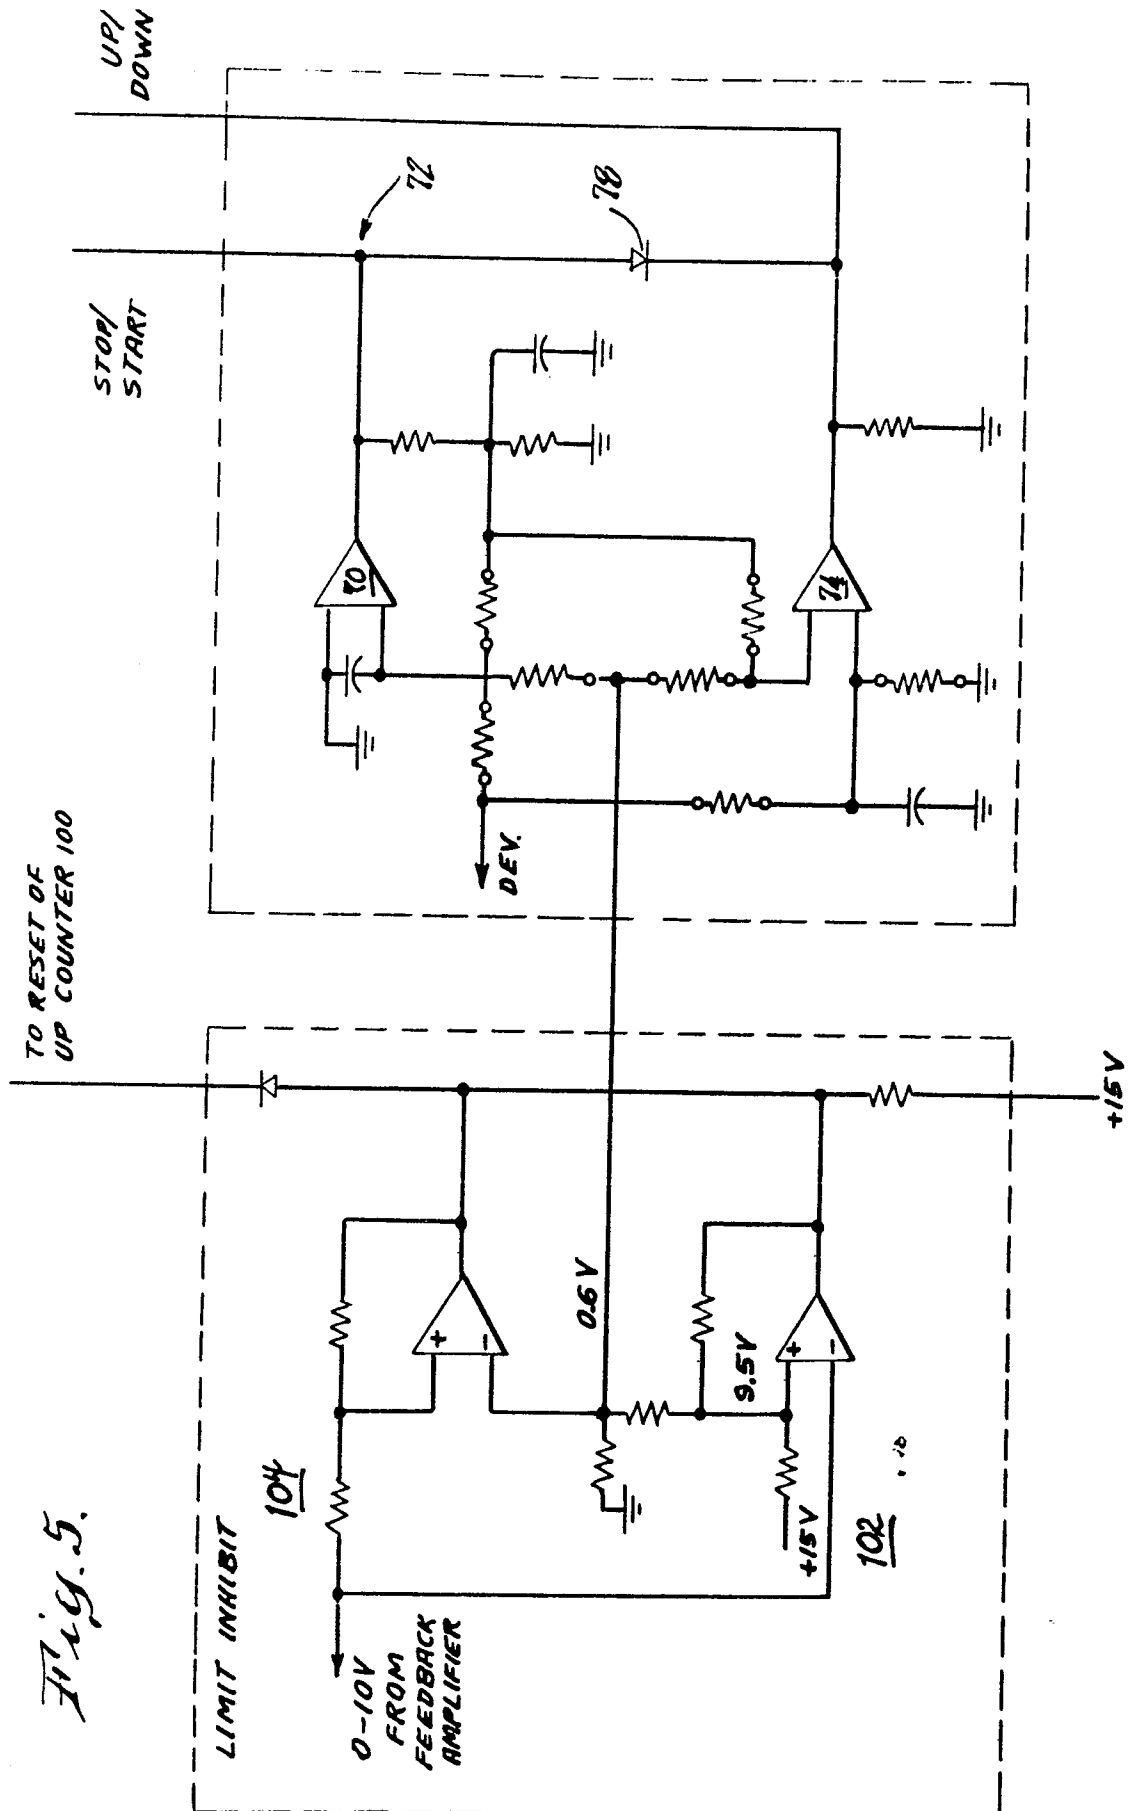 Fig. 5.
LIMIT INHIBIT
104
0-10V
FROM
FEEDBACK
AMPLIFIER
+
−
0.6V
9.5V
+
−
+15V
102
+15V
TO RESET OF
UP COUNTER 100
DEV.
70
74
STOP/
START
72
78
UP/
DOWN